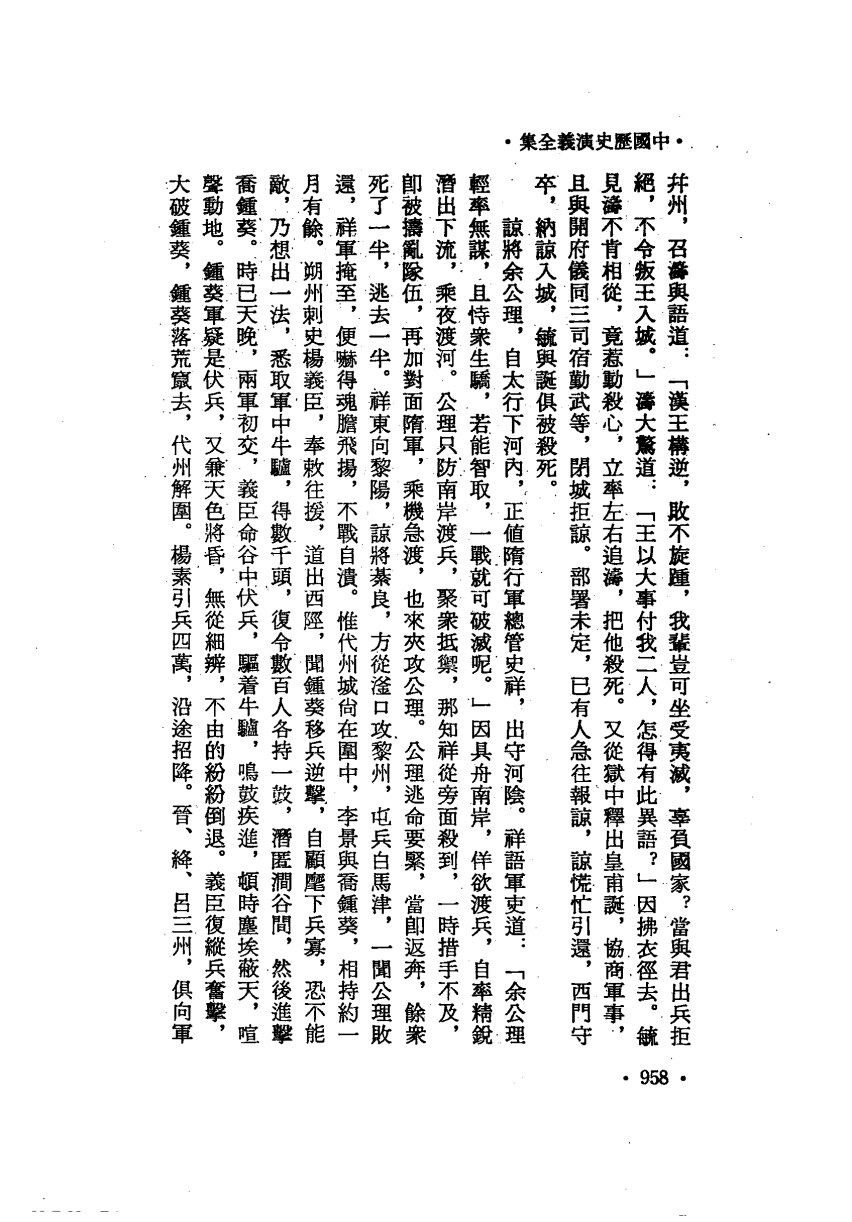 ·中國歷史演義全集·
幷州，召濤與語道：「漢王構逆，敗不旋踵，我輩豈可坐受夷滅，辜負國家？當與君出兵拒
絕，不令叛王入城。」濤大驚道：「王以大事付我二人，怎得有此異語？」因拂衣徑去。毓
見濤不肯相從，竟惹動殺心，立率左右追濤，把他殺死。又從獄中釋出皇甫誕，協商軍事，
且與開府儀同三司宿勤武等，閉城拒諒。部署未定，已有人急往報諒，諒慌忙引還，西門守
卒，納諒入城，毓與誕俱被殺死。
諒將余公理，自太行下河內，正值隋行軍總管史祥，出守河陰。祥語軍吏道：「余公理
輕率無謀，且恃衆生驕，若能智取，一戰就可破滅呢。」因具舟南岸，佯欲渡兵，自率精銳
潛出下流，乘夜渡河。公理只防南岸渡兵，聚衆抵禦，那知祥從旁面殺到，一時措手不及，
卽被擣亂隊伍，再加對面隋軍，乘機急渡，也來夾攻公理。公理逃命要緊，當卽返奔，餘衆
死了一半，逃去一半。祥東向黎陽，諒將綦良，方從滏口攻黎州，屯兵白馬津，一聞公理敗
還，祥軍掩至，便嚇得魂膽飛揚，不戰自潰。惟代州城尙在圍中，李景與喬鍾葵，相持約一
月有餘。朔州刺史楊義臣，奉敕往援，道出西陘，聞鍾葵移兵逆擊，自顧麾下兵寡，恐不能
敵，乃想出一法，悉取軍中牛驢，得數千頭，復令數百人各持一鼓，潛匿澗谷間，然後進擊
喬鍾葵。時已天晚，兩軍初交，義臣命谷中伏兵，驅着牛驢，鳴鼓疾進，頓時塵埃蔽天，喧
聲動地。鍾葵軍疑是伏兵，又兼天色將昏，無從細辨，不由的紛紛倒退。義臣復縱兵奮擊，
大破鍾葵，鍾葵落荒竄去，代州解圍。楊素引兵四萬，沿途招降。晉、絳、呂三州，俱向軍
·958·